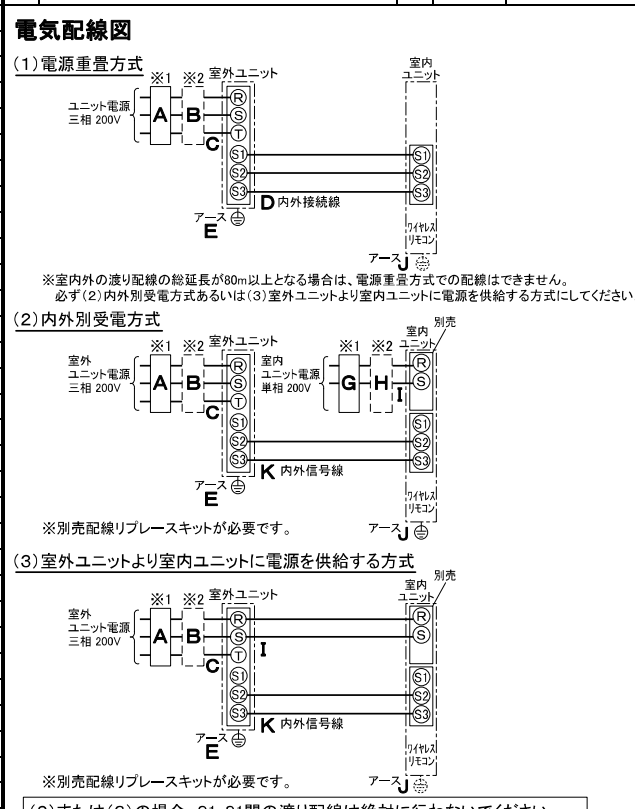 電気配線図
(1)電源重畳方式
※1 ※2 室外ユニット
室内
ユニット
ユニット電源
三相 200V
A B
C
R
S
T
S1 S1
S2 S2
S3 S3
D 内外接続線
アース
E
ワイヤレス
リモコン
アース J
※室内外の渡り配線の総延長が80m以上となる場合は、電源重畳方式での配線はできません。
必ず(2)内外別受電方式あるいは(3)室外ユニットより室内ユニットに電源を供給する方式にしてください
(2)内外別受電方式
※1 ※2 室外ユニット
※1 ※2 室内
ユニット
別売
室外
ユニット電源
三相 200V
A B
C
R
S
T
S1
S2
S3
室内
ユニット電源
単相 200V
G H
I
R
S
S1
S2
S3
K 内外信号線
アース
E
ワイヤレス
リモコン
アース J
※別売配線リプレースキットが必要です。
(3)室外ユニットより室内ユニットに電源を供給する方式
※1 ※2 室外ユニット
室内
ユニット
別売
室外
ユニット電源
三相 200V
A B
C
R R
S S
T
I
S1 S1
S2 S2
S3 S3
K 内外信号線
アース
E
ワイヤレス
リモコン
アース J
※別売配線リプレースキットが必要です。